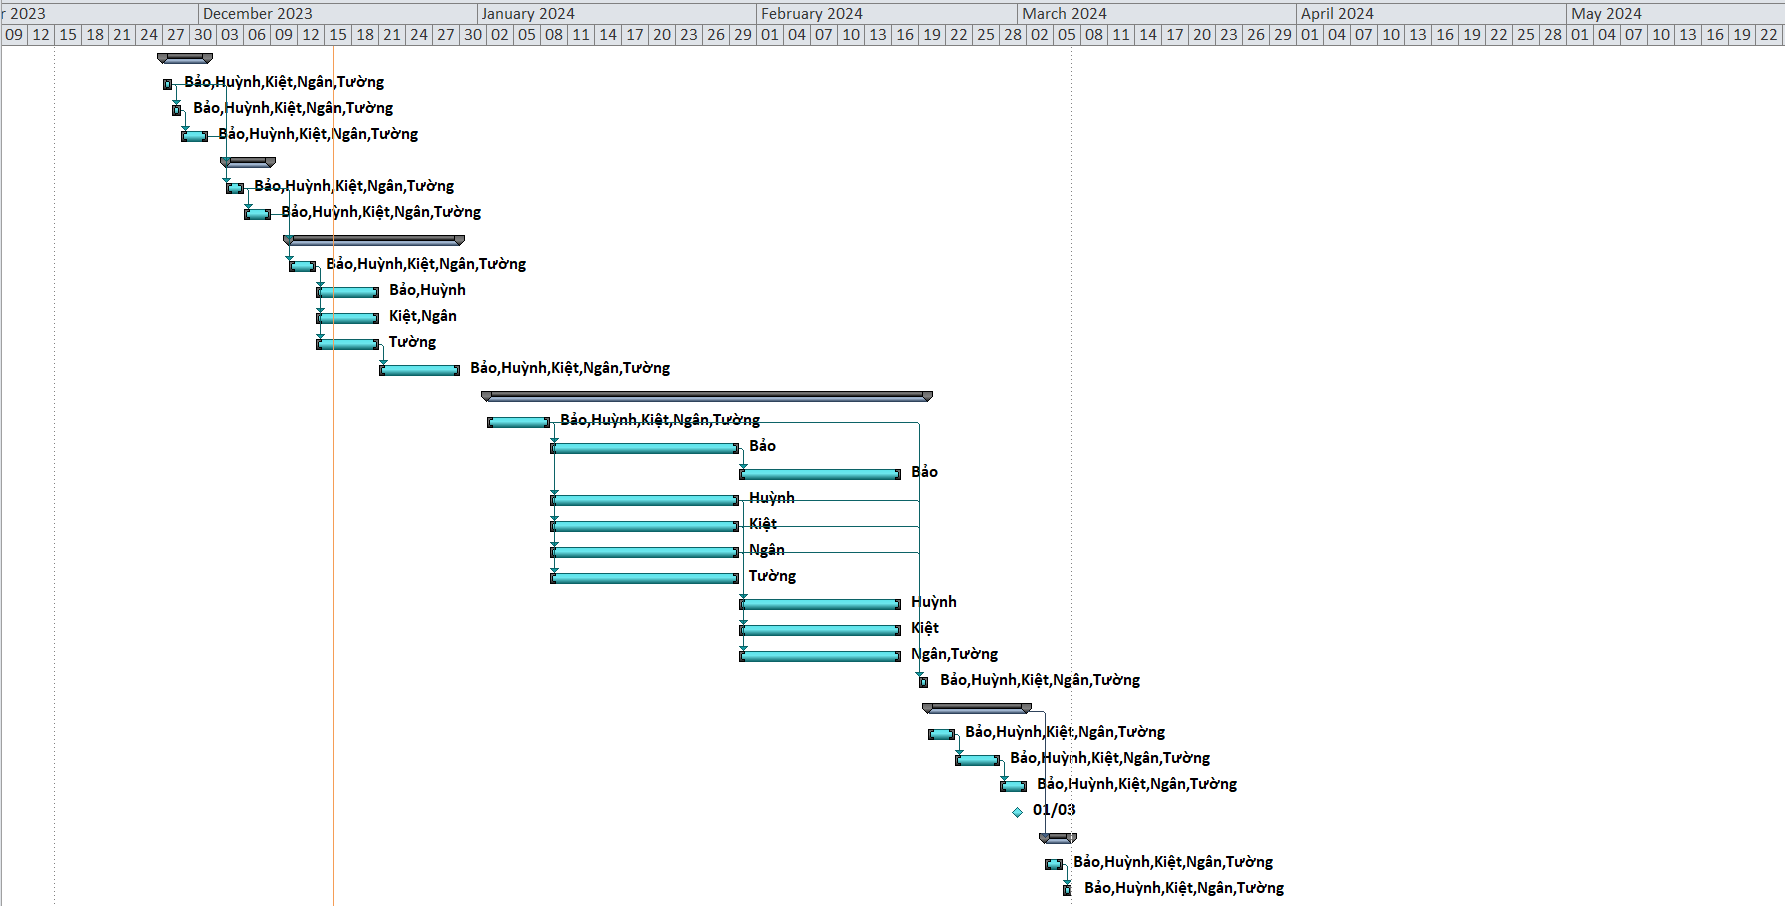 r 2023 December 2023 January 2024 February 2024 March 2024 April 2024 May 2024
09 12 15 18 21 24 27 30 03 06 09 12 15 18 21 24 27 30 02 05 08 11 14 17 20 23 26 29 01 04 07 10 13 16 19 22 25 28 02 05 08 11 14 17 20 23 26 29 01 04 07 10 13 16 19 22 25 28 01 04 07 10 13 16 19 22
Bảo,Huỳnh,Kiệt,Ngân,Tường
Bảo,Huỳnh,Kiệt,Ngân,Tường
Bảo,Huỳnh,Kiệt,Ngân,Tường
Bảo,Huỳnh,Kiệt,Ngân,Tường
Bảo,Huỳnh,Kiệt,Ngân,Tường
Bảo,Huỳnh,Kiệt,Ngân,Tường
Bảo,Huỳnh
Kiệt,Ngân
Tường
Bảo,Huỳnh,Kiệt,Ngân,Tường
Bảo,Huỳnh,Kiệt,Ngân,Tường
Bảo
Bảo
Huỳnh
Kiệt
Ngân
Tường
Huỳnh
Kiệt
Ngân,Tường
Bảo,Huỳnh,Kiệt,Ngân,Tường
Bảo,Huỳnh,Kiệt,Ngân,Tường
Bảo,Huỳnh,Kiệt,Ngân,Tường
Bảo,Huỳnh,Kiệt,Ngân,Tường
01/03
Bảo,Huỳnh,Kiệt,Ngân,Tường
Bảo,Huỳnh,Kiệt,Ngân,Tường